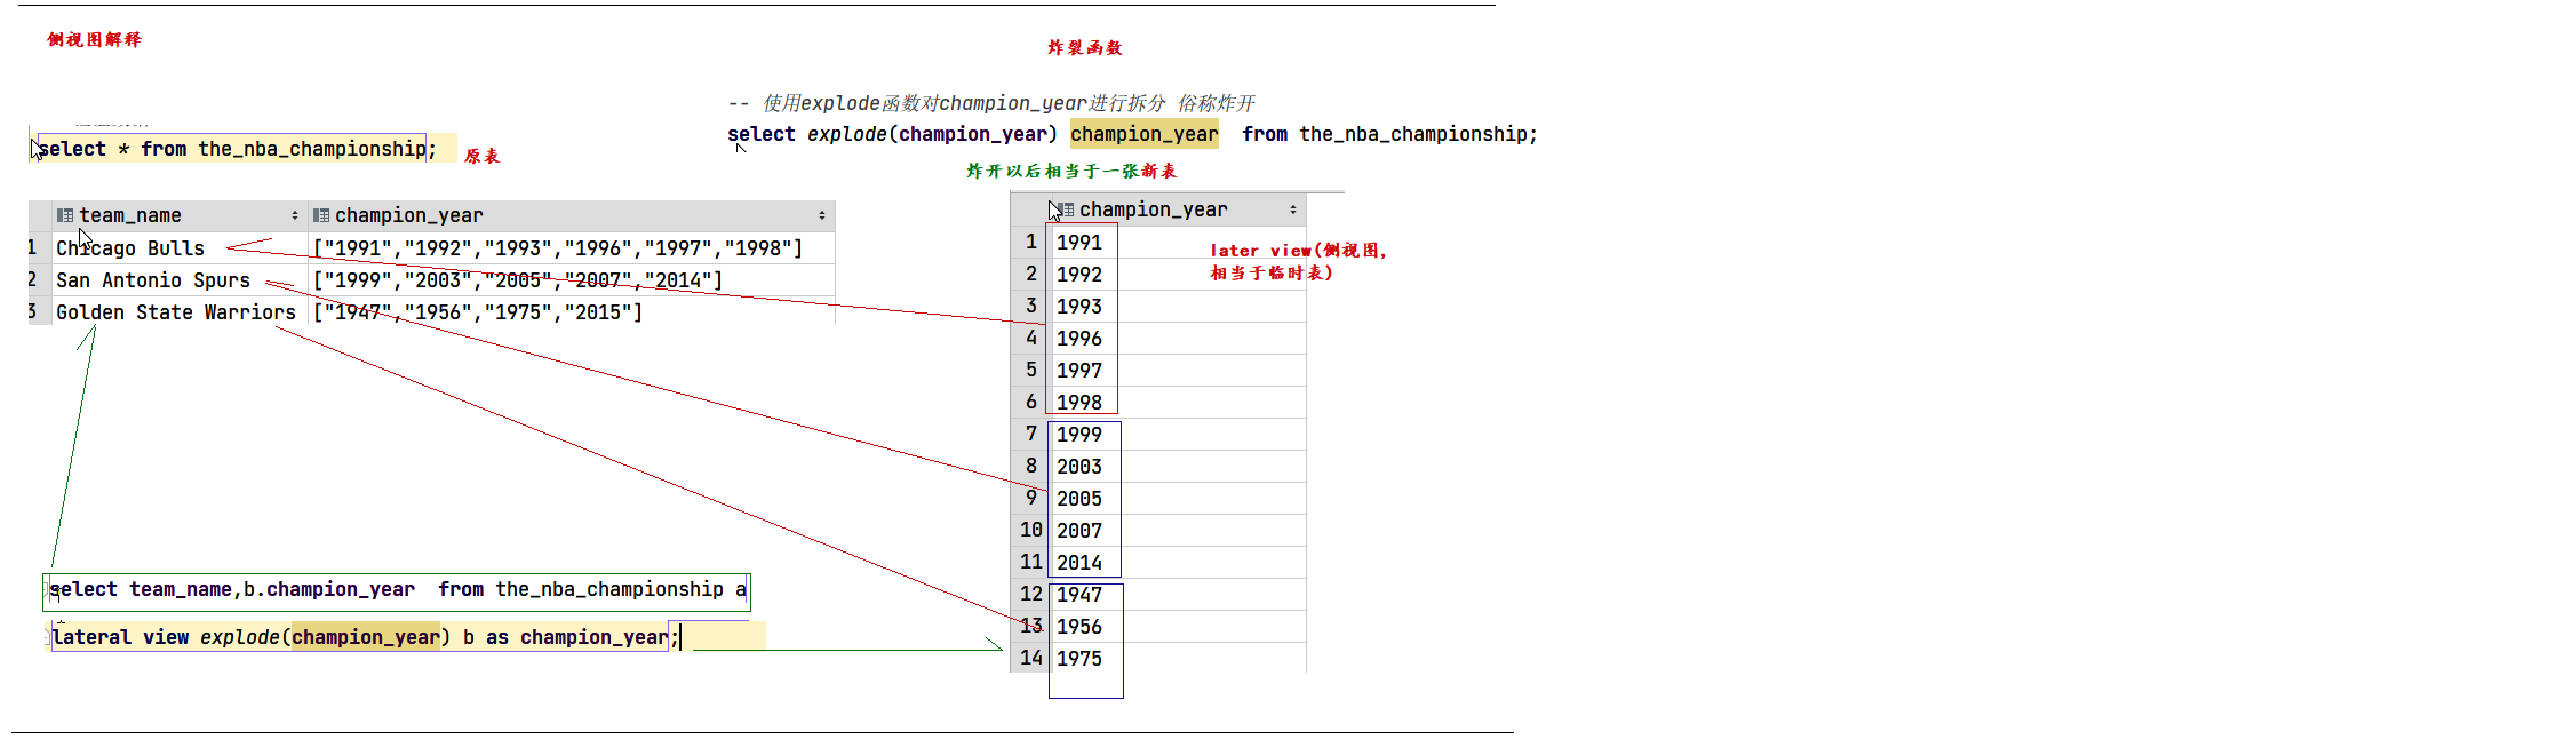 侧视图解释
炸裂函数
-- 使用explode函数对champion_year进行拆分 俗称炸开
select explode(champion_year) champion_year from the_nba_championship;
select * from the_nba_championship;
原表
炸开以后相当于一张新表
team_name champion_year
1 Chicago Bulls ["1991","1992","1993","1996","1997","1998"]
2 San Antonio Spurs ["1999","2003","2005","2007","2014"]
3 Golden State Warriors ["1947","1956","1975","2015"]
champion_year
1 1991
2 1992
3 1993
4 1996
5 1997
6 1998
7 1999
8 2003
9 2005
10 2007
11 2014
12 1947
13 1956
14 1975
later view(侧视图,
相当于临时表)
select team_name,b.champion_year from the_nba_championship a
lateral view explode(champion_year) b as champion_year;